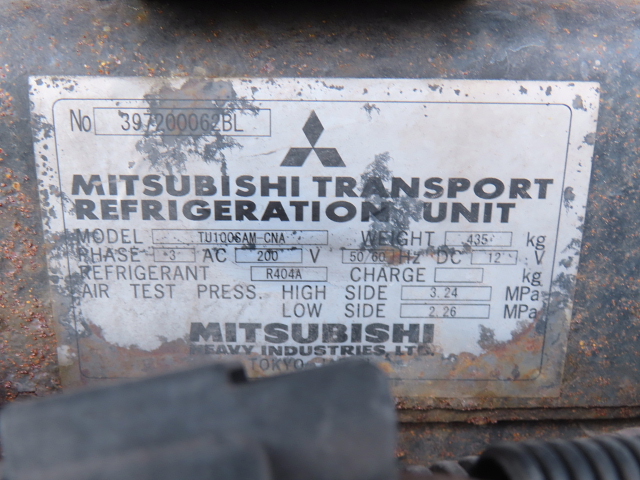 No 397200062BL
MITSUBISHI TRANSPORT
REFRIGERATION UNIT
MODEL TU100SAM-CNA WEIGHT 435 kg
PHASE 3 AC 200 V 50/60 HZ DC 12 V
REFRIGERANT R404A CHARGE kg
AIR TEST PRESS. HIGH SIDE 3.24 MPa
LOW SIDE 2.26 MPa
MITSUBISHI
HEAVY INDUSTRIES, LTD.
TOKYO